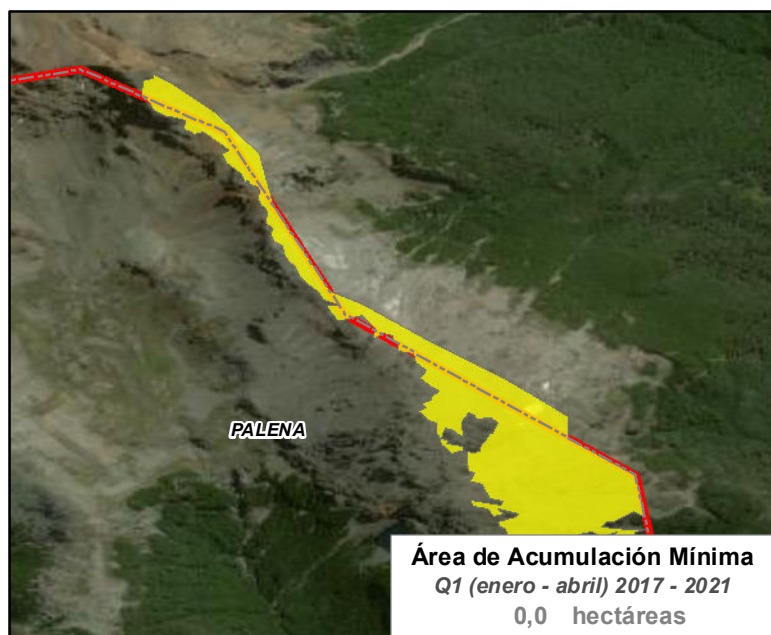 PALENA
Área de Acumulación Mínima
Q1 (enero - abril) 2017 - 2021
0,0 hectáreas